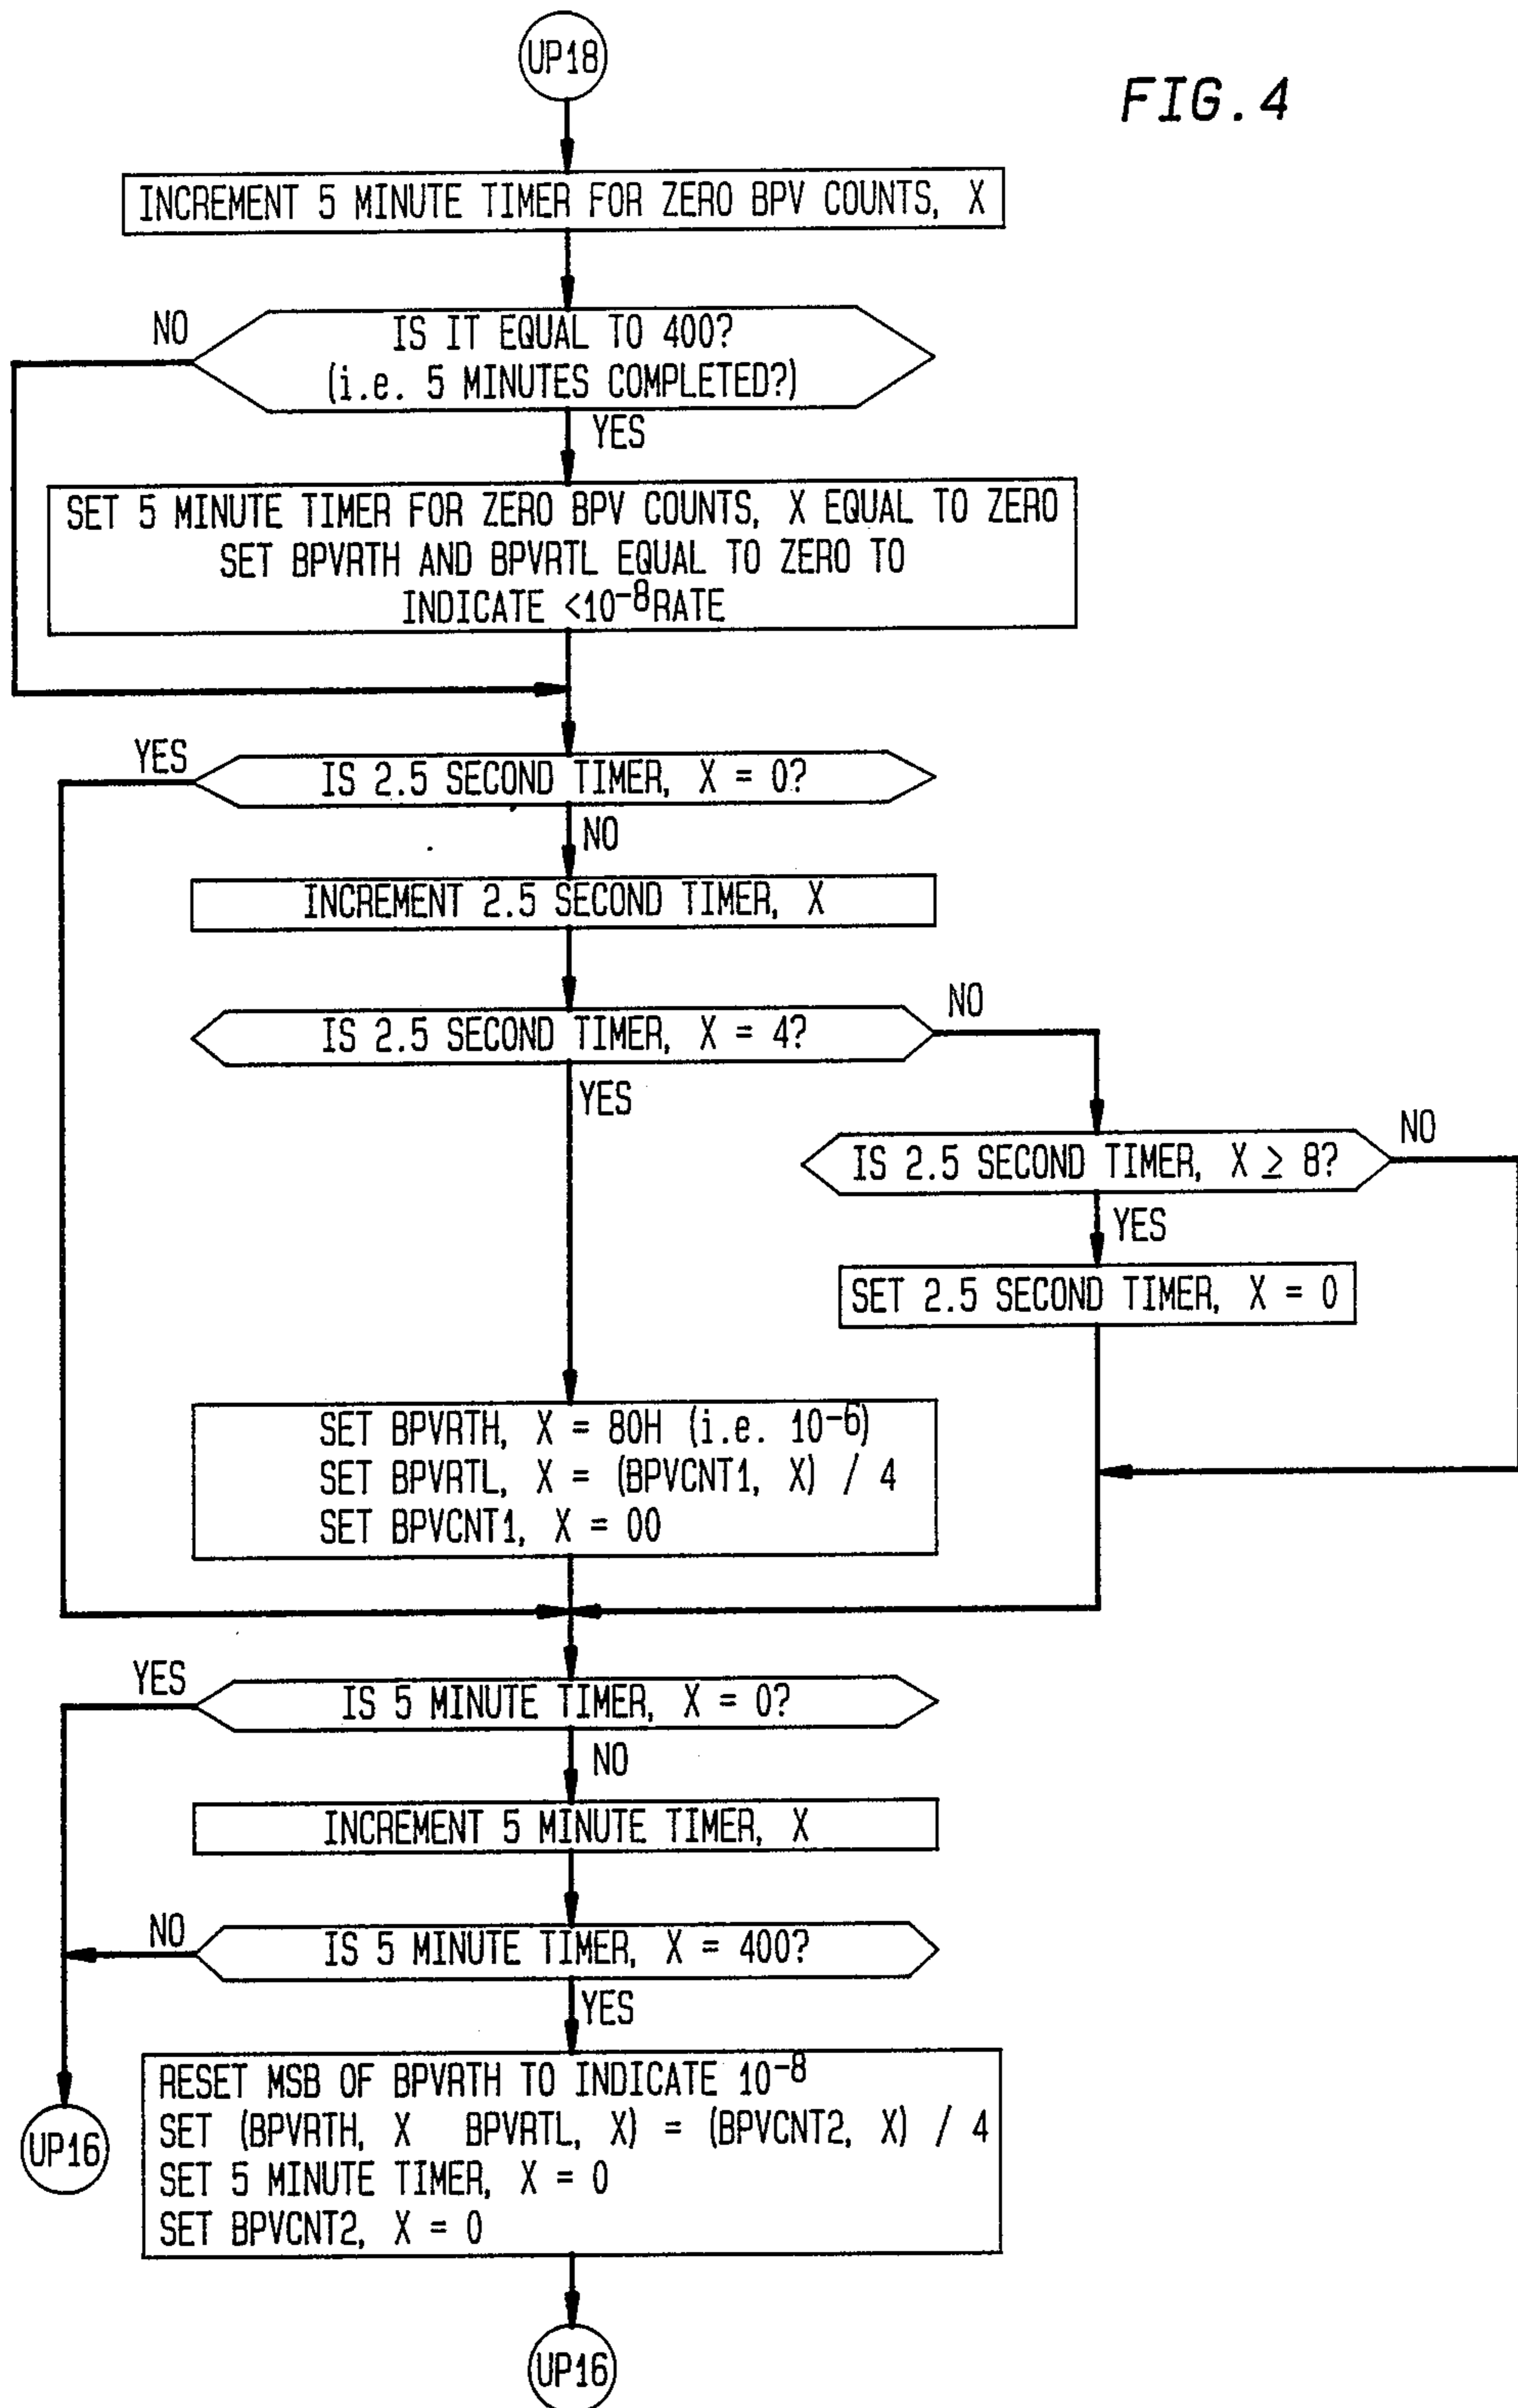 UP18
FIG. 4
INCREMENT 5 MINUTE TIMER FOR ZERO BPV COUNTS, X
NO
IS IT EQUAL TO 400?
(i.e. 5 MINUTES COMPLETED?)
YES
SET 5 MINUTE TIMER FOR ZERO BPV COUNTS, X EQUAL TO ZERO
SET BPVRTH AND BPVRTL EQUAL TO ZERO TO
INDICATE <10⁻⁸ RATE
YES
IS 2.5 SECOND TIMER, X = 0?
NO
INCREMENT 2.5 SECOND TIMER, X
NO
IS 2.5 SECOND TIMER, X = 4?
YES
NO
IS 2.5 SECOND TIMER, X ≥ 8?
YES
SET 2.5 SECOND TIMER, X = 0
SET BPVRTH, X = 80H (i.e. 10⁻⁶)
SET BPVRTL, X = (BPVCNT1, X) / 4
SET BPVCNT1, X = 00
YES
IS 5 MINUTE TIMER, X = 0?
NO
INCREMENT 5 MINUTE TIMER, X
NO
IS 5 MINUTE TIMER, X = 400?
YES
RESET MSB OF BPVRTH TO INDICATE 10⁻⁸
SET (BPVRTH, X BPVRTL, X) = (BPVCNT2, X) / 4
SET 5 MINUTE TIMER, X = 0
SET BPVCNT2, X = 0
UP16
UP16